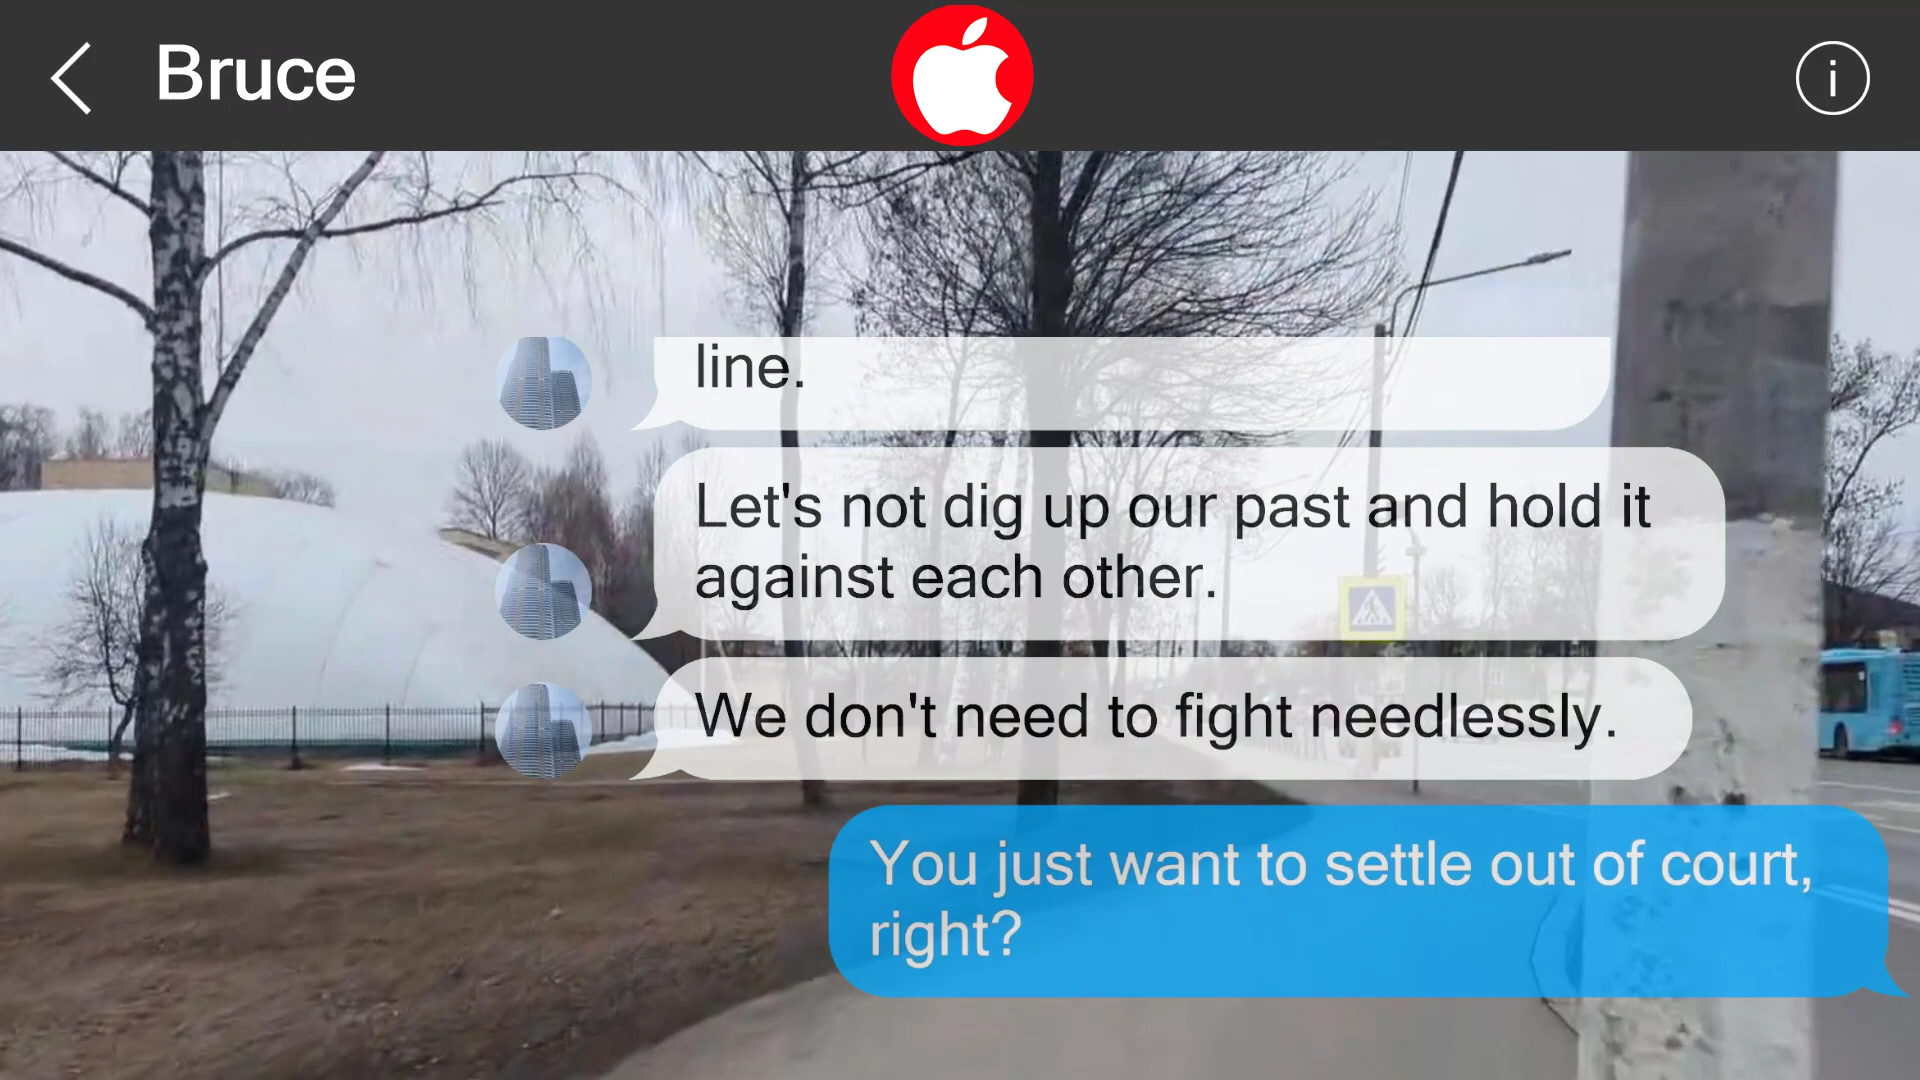 Bruce
i
line.
Let's not dig up our past and hold it
against each other.
We don't need to fight needlessly.
You just want to settle out of court,
right?